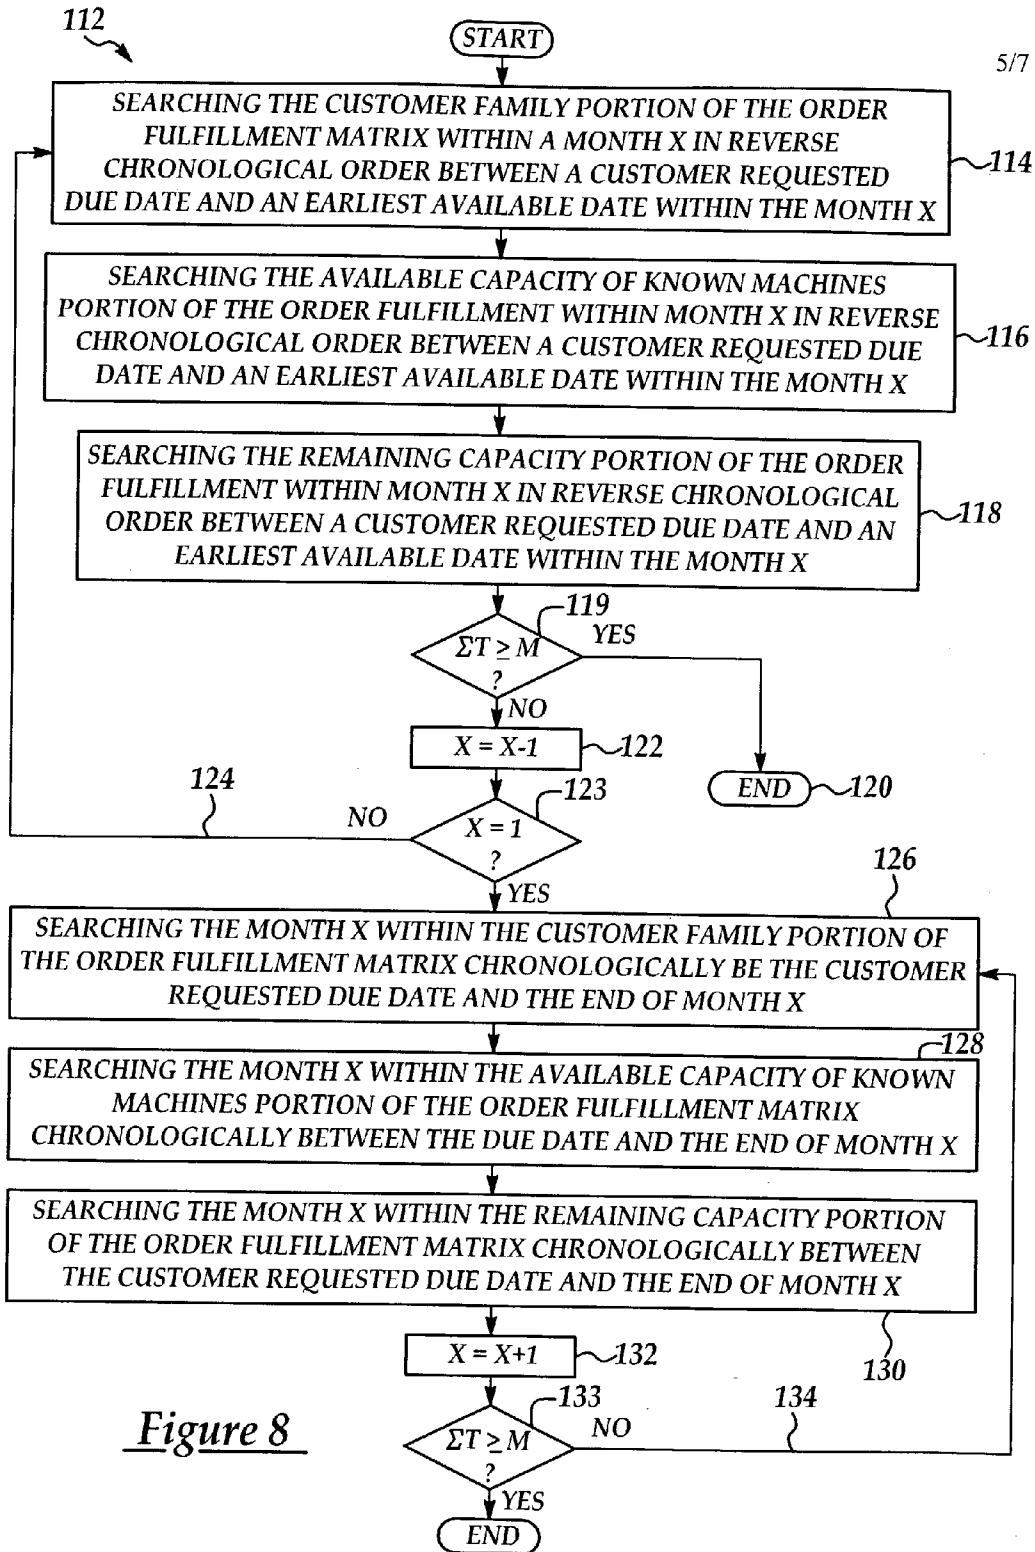 112
START
5/7
SEARCHING THE CUSTOMER FAMILY PORTION OF THE ORDER
FULFILLMENT MATRIX WITHIN A MONTH X IN REVERSE
CHRONOLOGICAL ORDER BETWEEN A CUSTOMER REQUESTED
DUE DATE AND AN EARLIEST AVAILABLE DATE WITHIN THE MONTH X
114
SEARCHING THE AVAILABLE CAPACITY OF KNOWN MACHINES
PORTION OF THE ORDER FULFILLMENT WITHIN MONTH X IN REVERSE
CHRONOLOGICAL ORDER BETWEEN A CUSTOMER REQUESTED DUE
DATE AND AN EARLIEST AVAILABLE DATE WITHIN THE MONTH X
116
SEARCHING THE REMAINING CAPACITY PORTION OF THE ORDER
FULFILLMENT WITHIN MONTH X IN REVERSE CHRONOLOGICAL
ORDER BETWEEN A CUSTOMER REQUESTED DUE DATE AND AN
EARLIEST AVAILABLE DATE WITHIN THE MONTH X
118
119
ΣT ≥ M
?
YES
NO
X = X-1
122
END
120
124
NO
123
X = 1
?
YES
126
SEARCHING THE MONTH X WITHIN THE CUSTOMER FAMILY PORTION OF
THE ORDER FULFILLMENT MATRIX CHRONOLOGICALLY BE THE CUSTOMER
REQUESTED DUE DATE AND THE END OF MONTH X
128
SEARCHING THE MONTH X WITHIN THE AVAILABLE CAPACITY OF KNOWN
MACHINES PORTION OF THE ORDER FULFILLMENT MATRIX
CHRONOLOGICALLY BETWEEN THE DUE DATE AND THE END OF MONTH X
SEARCHING THE MONTH X WITHIN THE REMAINING CAPACITY PORTION
OF THE ORDER FULFILLMENT MATRIX CHRONOLOGICALLY BETWEEN
THE CUSTOMER REQUESTED DUE DATE AND THE END OF MONTH X
130
X = X+1
132
133
ΣT ≥ M
?
NO
134
YES
END
Figure 8